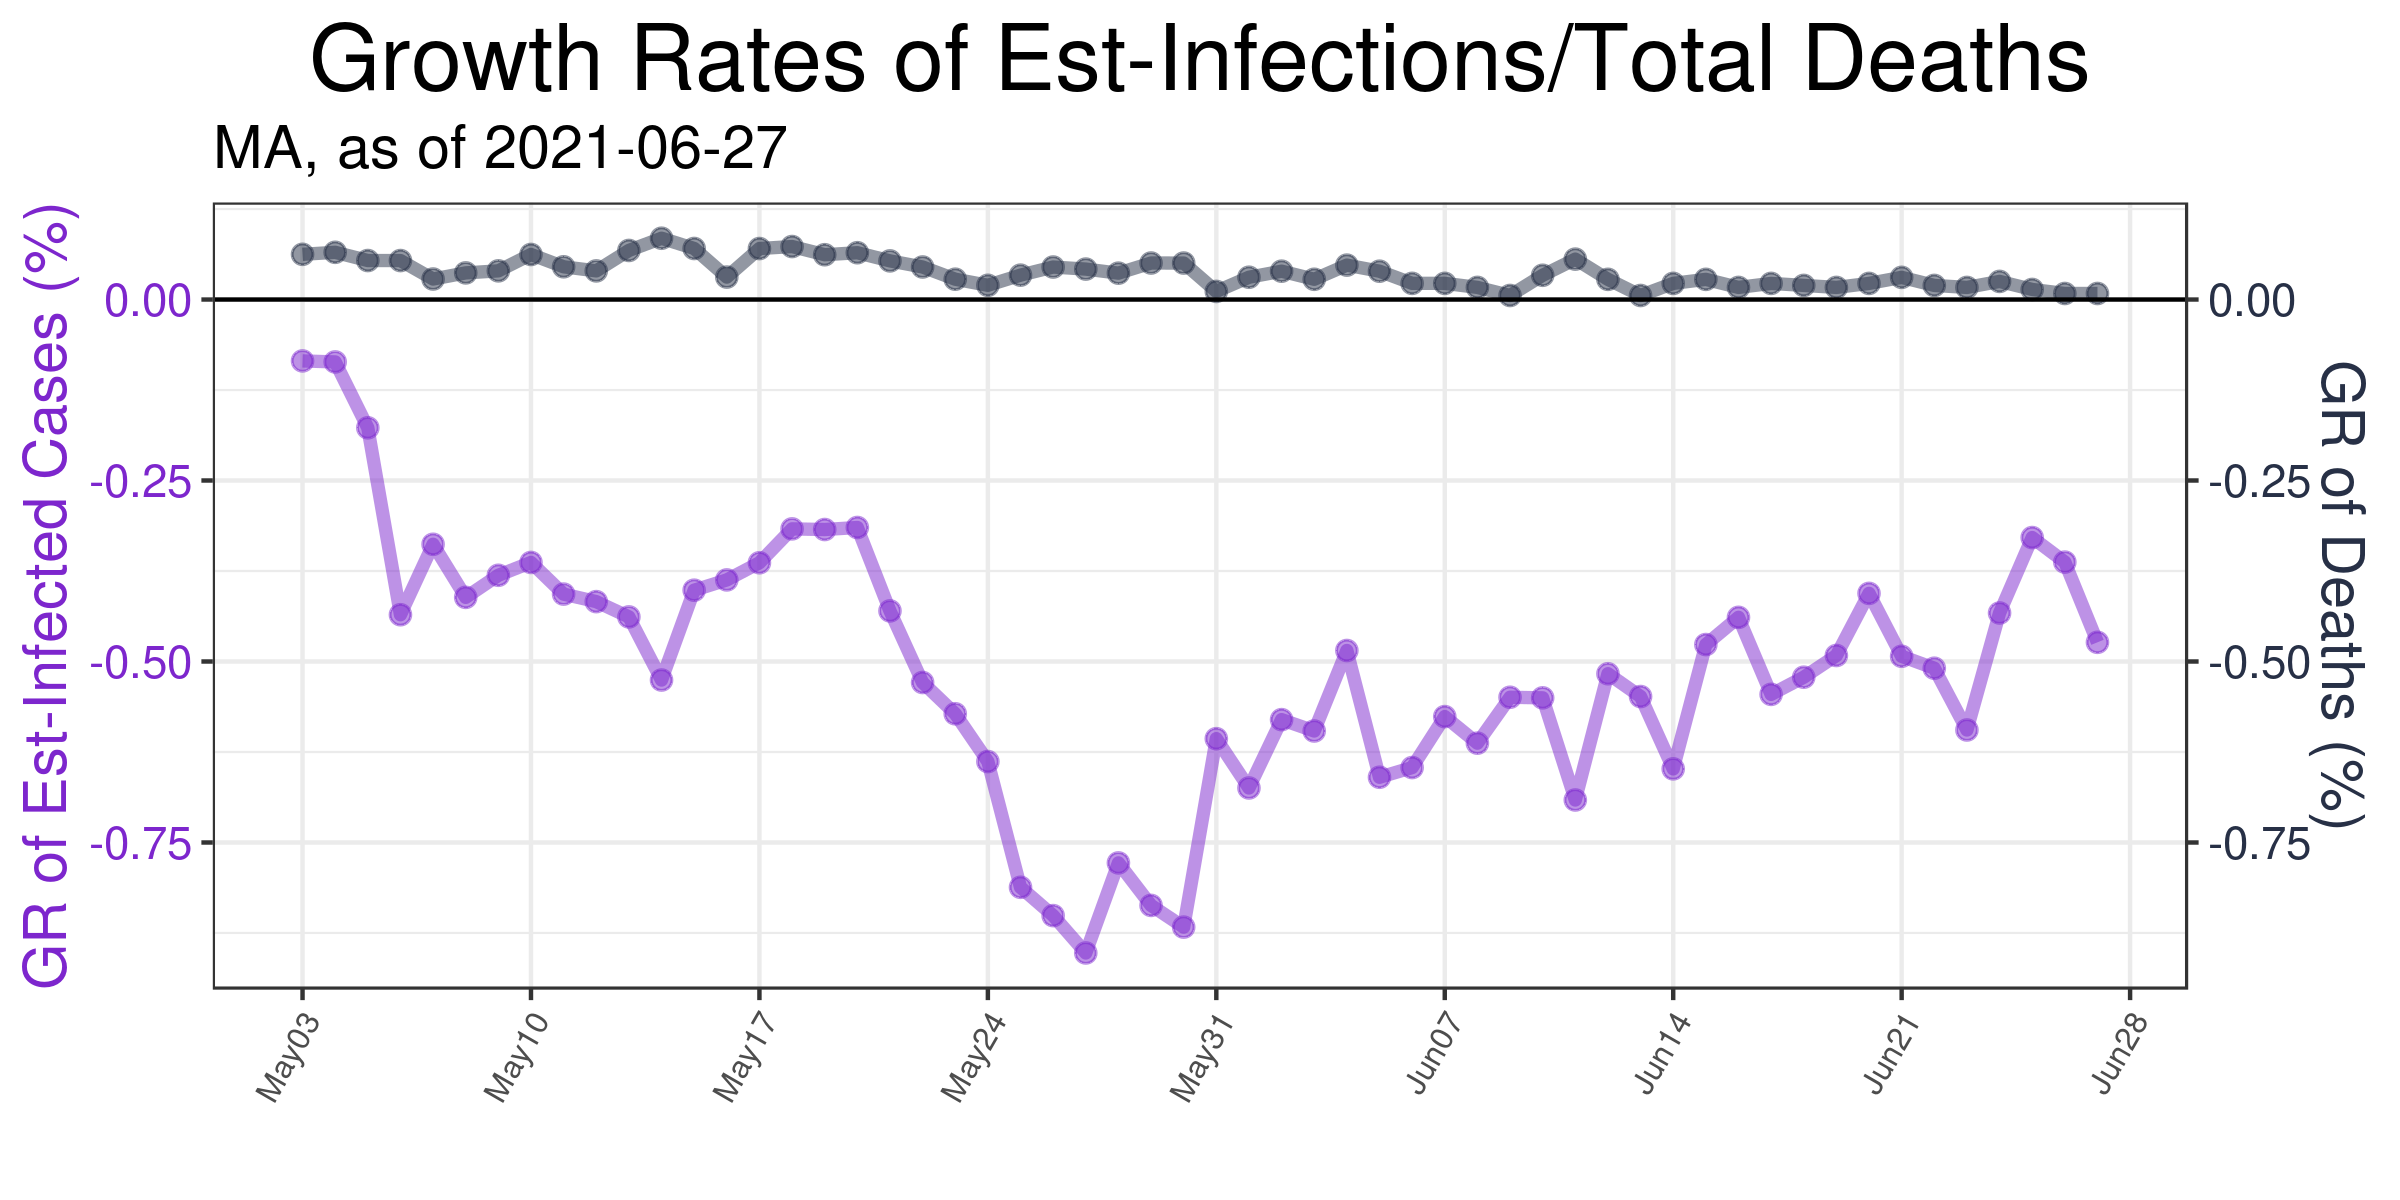 Growth Rates of Est-Infections/Total Deaths
MA, as of 2021-06-27
GR of Est-Infected Cases (%)
0.00
-0.25
-0.50
-0.75
0.00
-0.25
-0.50
-0.75
GR of Deaths (%)
May03
May10
May17
May24
May31
Jun07
Jun14
Jun21
Jun28